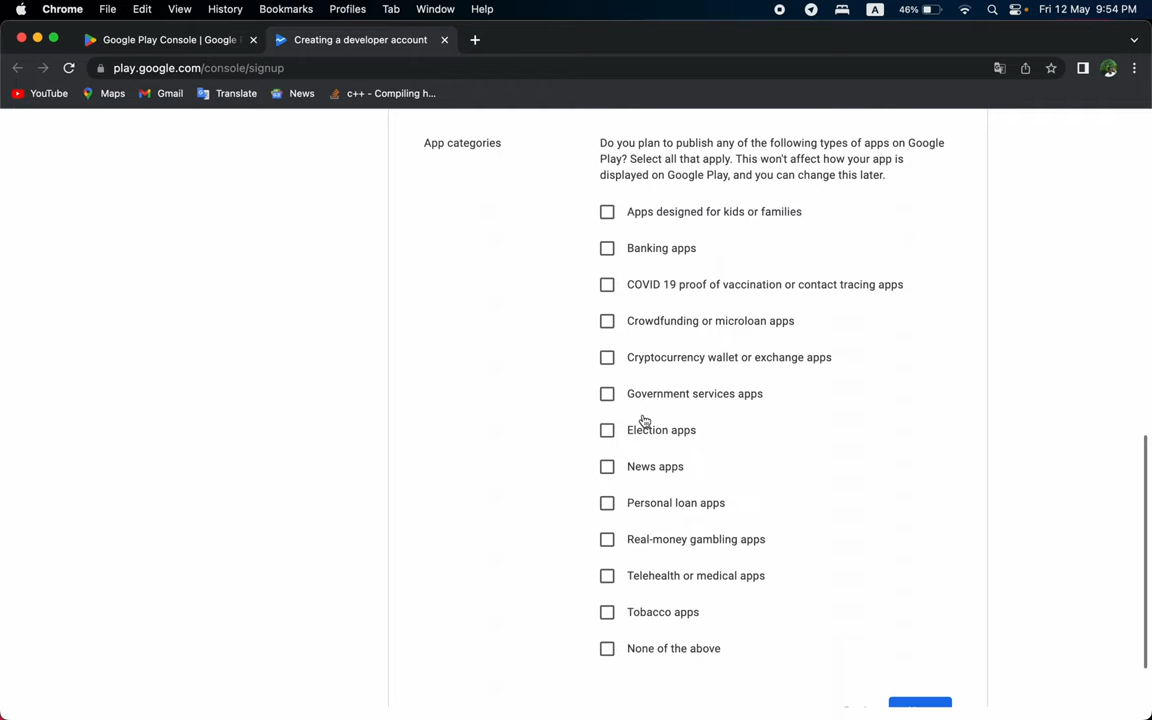 Chrome File Edit View History Bookmarks Profiles Tab Window Help A 46% Fri 12 May 9:54 PM
Google Play Console | Google Creating a developer account
play.google.com/console/signup
YouTube Maps Gmail Translate News c++ - Compiling h...
App categories
Do you plan to publish any of the following types of apps on Google
Play? Select all that apply. This won't affect how your app is
displayed on Google Play, and you can change this later.
Apps designed for kids or families
Banking apps
COVID 19 proof of vaccination or contact tracing apps
Crowdfunding or microloan apps
Cryptocurrency wallet or exchange apps
Government services apps
Election apps
News apps
Personal loan apps
Real-money gambling apps
Telehealth or medical apps
Tobacco apps
None of the above